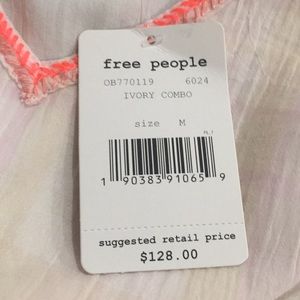 free people
OB770119 6024
IVORY COMBO
size M
1 90383 91065 9
suggested retail price
$128.00